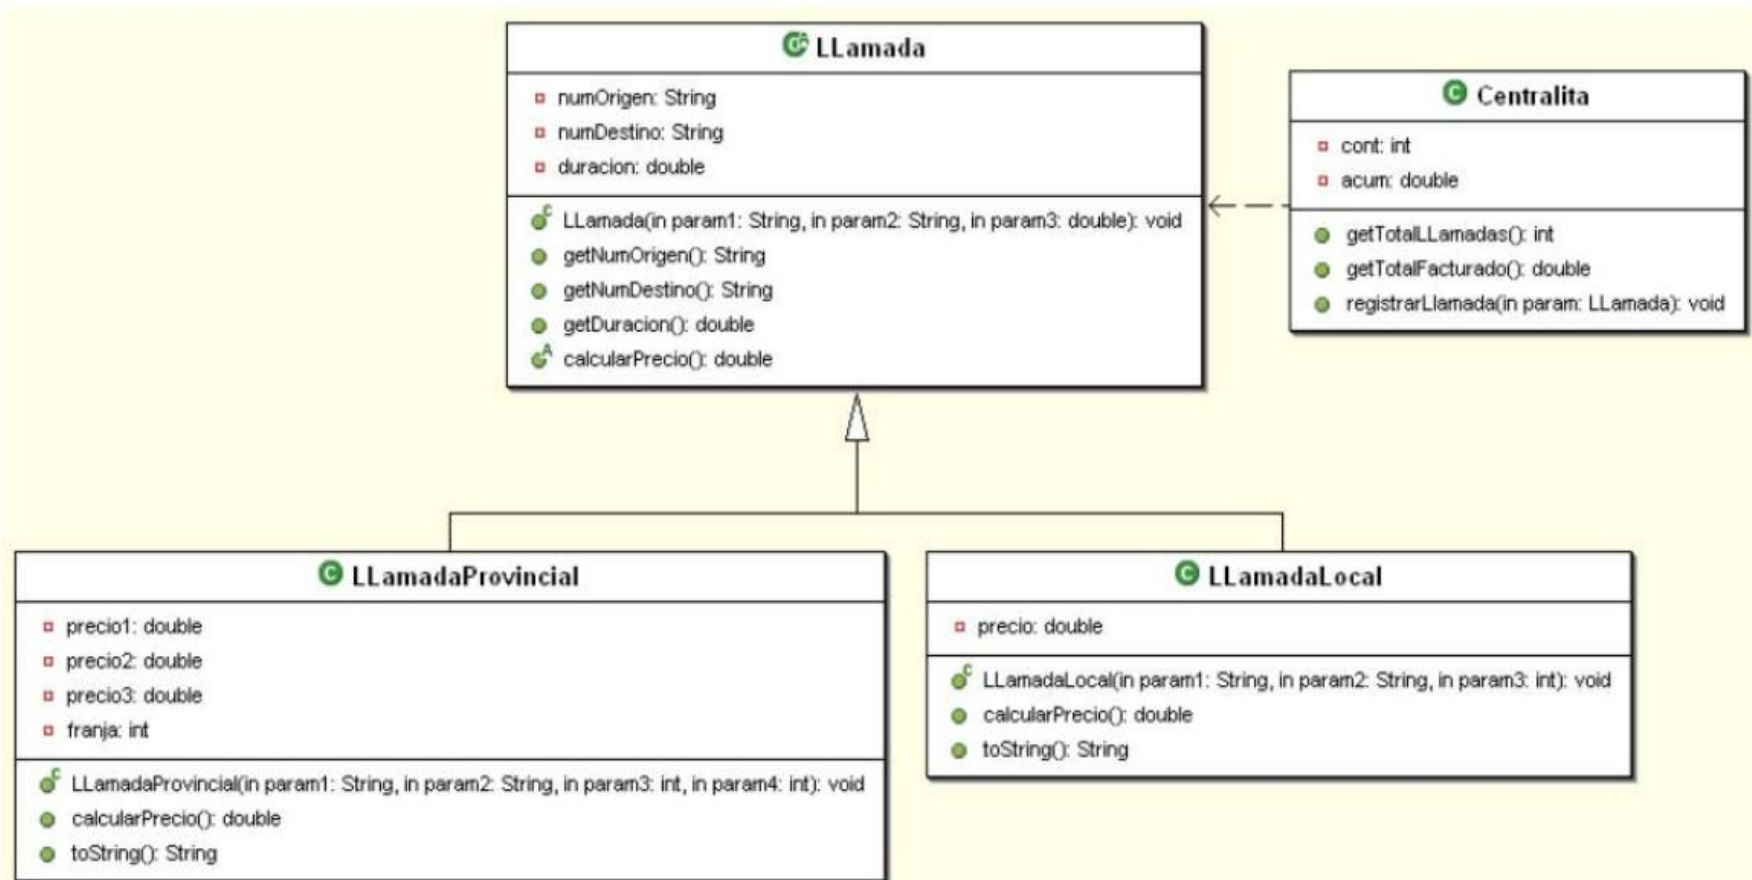 LLamada
numOrigen: String
numDestino: String
duracion: double
LLamada(in param1: String, in param2: String, in param3: double): void
getNumOrigen(): String
getNumDestino(): String
getDuracion(): double
calcularPrecio(): double
Centralita
cont: int
acum: double
getTotalLLamadas(): int
getTotalFacturado(): double
registrarLlamada(in param: LLamada): void
LLamadaProvincial
precio1: double
precio2: double
precio3: double
franja: int
LLamadaProvincial(in param1: String, in param2: String, in param3: int, in param4: int): void
calcularPrecio(): double
toString(): String
LLamadaLocal
precio: double
LLamadaLocal(in param1: String, in param2: String, in param3: int): void
calcularPrecio(): double
toString(): String